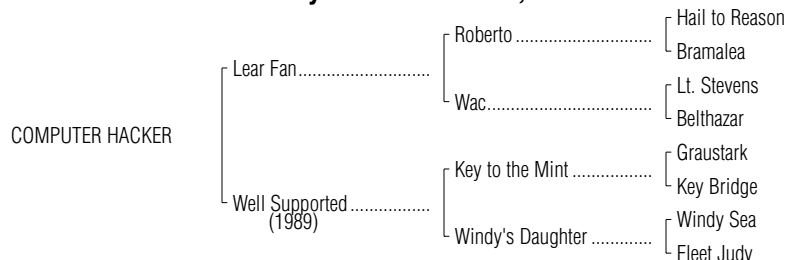 Hail to Reason
Roberto
Bramalea
Lear Fan
Lt. Stevens
Wac
Belthazar
COMPUTER HACKER
Graustark
Key to the Mint
Key Bridge
Well Supported
(1989)
Windy Sea
Windy's Daughter
Fleet Judy